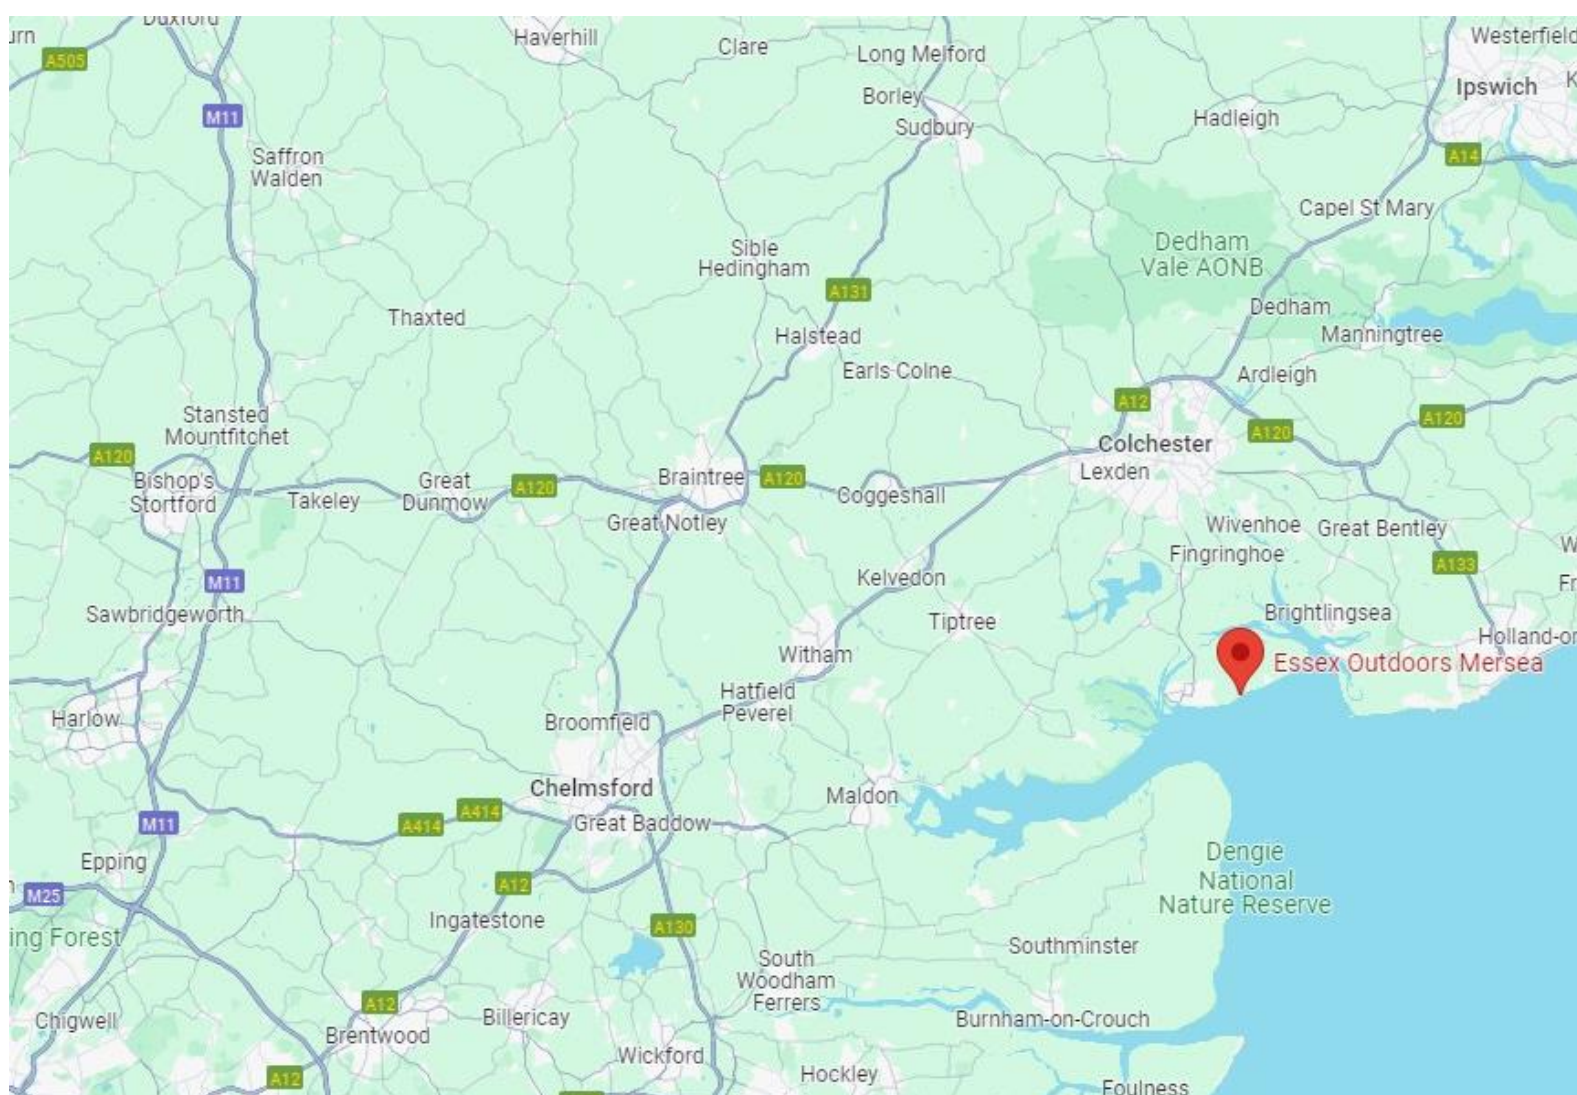 Duxford
Haverhill
Clare
Long Melford
Westerfield
A505
Ipswich
Borley
M11
Sudbury
Hadleigh
A14
Saffron
Walden
Capel St Mary
Dedham
Vale AONB
Sible
Hedingham
A131
Thaxted
Dedham
Manningtree
Halstead
Earls Colne
Ardleigh
A12
Stansted
Mountfitchet
A120
A120
Colchester
A120
Bishop's
Stortford
Braintree
A120
Lexden
Great
Dunmow
A120
Takeley
Coggeshall
Great Notley
Wivenhoe
Great Bentley
Fingringhoe
A133
M11
Kelvedon
Sawbridgeworth
Tiptree
Brightlingsea
Holland-on
Witham
Essex Outdoors Mersea
Hatfield
Peverel
Harlow
Broomfield
Chelmsford
Maldon
A414
A414
M11
Great Baddow
Epping
Dengie
National
Nature Reserve
A12
M25
Ingatestone
A130
ing Forest
Southminster
South
Woodham
Ferrers
A12
Chigwell
Billericay
Burnham-on-Crouch
Brentwood
Wickford
A12
Hockley
Foulness